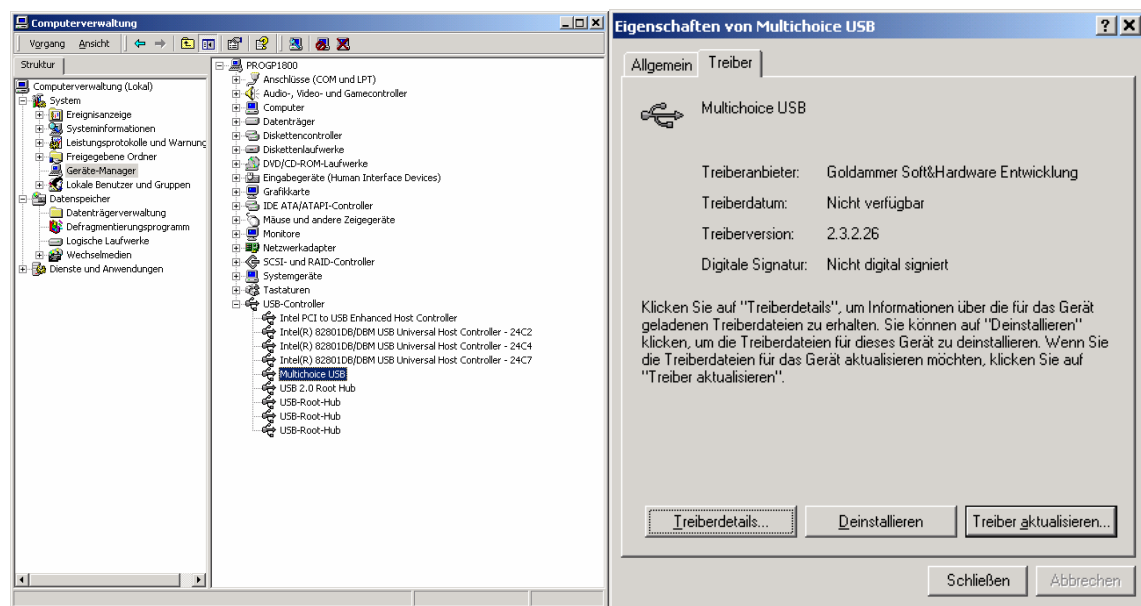 Computerverwaltung
Vorgang Ansicht
Struktur
Computerverwaltung (Lokal)
System
Ereignisanzeige
Systeminformationen
Leistungsprotokolle und Warnung
Freigegebene Ordner
Geräte-Manager
Lokale Benutzer und Gruppen
Datenspeicher
Datenträgerverwaltung
Defragmentierungsprogramm
Logische Laufwerke
Wechselmedien
Dienste und Anwendungen
PROGP1800
Anschlüsse (COM und LPT)
Audio-, Video- und Gamecontroller
Computer
Datenträger
Diskettencontroller
Diskettenlaufwerke
DVD/CD-ROM-Laufwerke
Eingabegeräte (Human Interface Devices)
Grafikkarte
IDE ATA/ATAPI-Controller
Mäuse und andere Zeigegeräte
Monitore
Netzwerkadapter
SCSI- und RAID-Controller
Systemgeräte
Tastaturen
USB-Controller
Intel PCI to USB Enhanced Host Controller
Intel(R) 82801DB/DBM USB Universal Host Controller - 24C2
Intel(R) 82801DB/DBM USB Universal Host Controller - 24C4
Intel(R) 82801DB/DBM USB Universal Host Controller - 24C7
Multichoice USB
USB 2.0 Root Hub
USB-Root-Hub
USB-Root-Hub
USB-Root-Hub
Eigenschaften von Multichoice USB
Allgemein Treiber
Multichoice USB
Treiberanbieter: Goldammer Soft&Hardware Entwicklung
Treiberdatum: Nicht verfügbar
Treiberversion: 2.3.2.26
Digitale Signatur: Nicht digital signiert
Klicken Sie auf "Treiberdetails", um Informationen über die für das Gerät
geladenen Treiberdateien zu erhalten. Sie können auf "Deinstallieren"
klicken, um die Treiberdateien für dieses Gerät zu deinstallieren. Wenn Sie
die Treiberdateien für das Gerät aktualisieren möchten, klicken Sie auf
"Treiber aktualisieren".
Treiberdetails... Deinstallieren Treiber aktualisieren...
Schließen Abbrechen